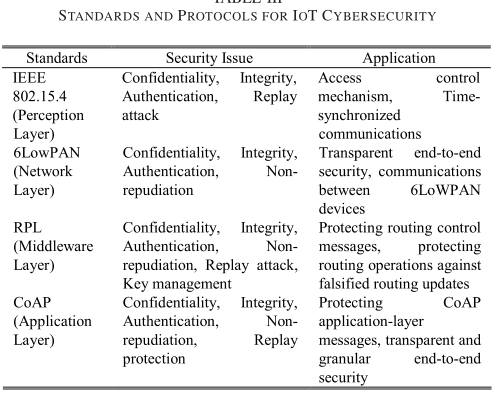 TABLE III
STANDARDS AND PROTOCOLS FOR IOT CYBERSECURITY
Standards Security Issue Application
IEEE Confidentiality, Integrity, Access control
802.15.4 Authentication, Replay mechanism, Time-
(Perception attack synchronized
Layer) communications
6LowPAN Confidentiality, Integrity, Transparent end-to-end
(Network Authentication, Non- security, communications
Layer) repudiation between 6LoWPAN
devices
RPL Confidentiality, Integrity, Protecting routing control
(Middleware Authentication, Non- messages, protecting
Layer) repudiation, Replay attack, routing operations against
Key management falsified routing updates
CoAP Confidentiality, Integrity, Protecting CoAP
(Application Authentication, Non- application-layer
Layer) repudiation, Replay messages, transparent and
protection granular end-to-end
security